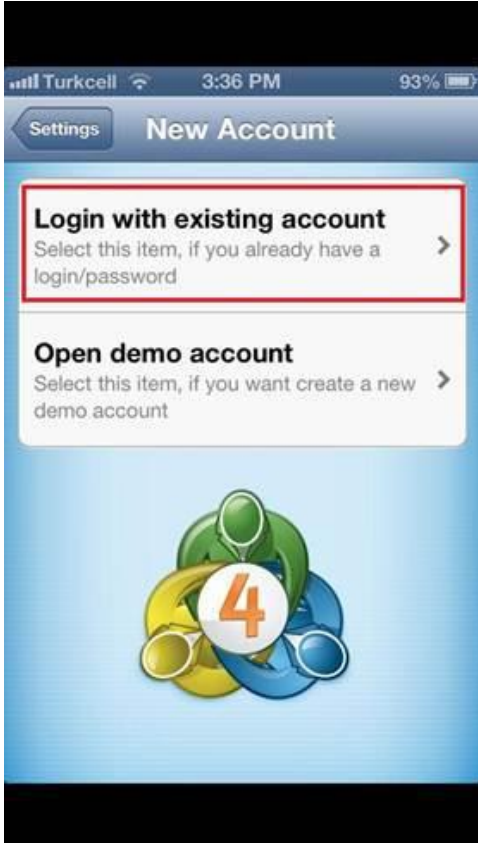 Turkcell 3:36 PM 93%
Settings New Account
Login with existing account
Select this item, if you already have a
login/password
Open demo account
Select this item, if you want create a new
demo account
4